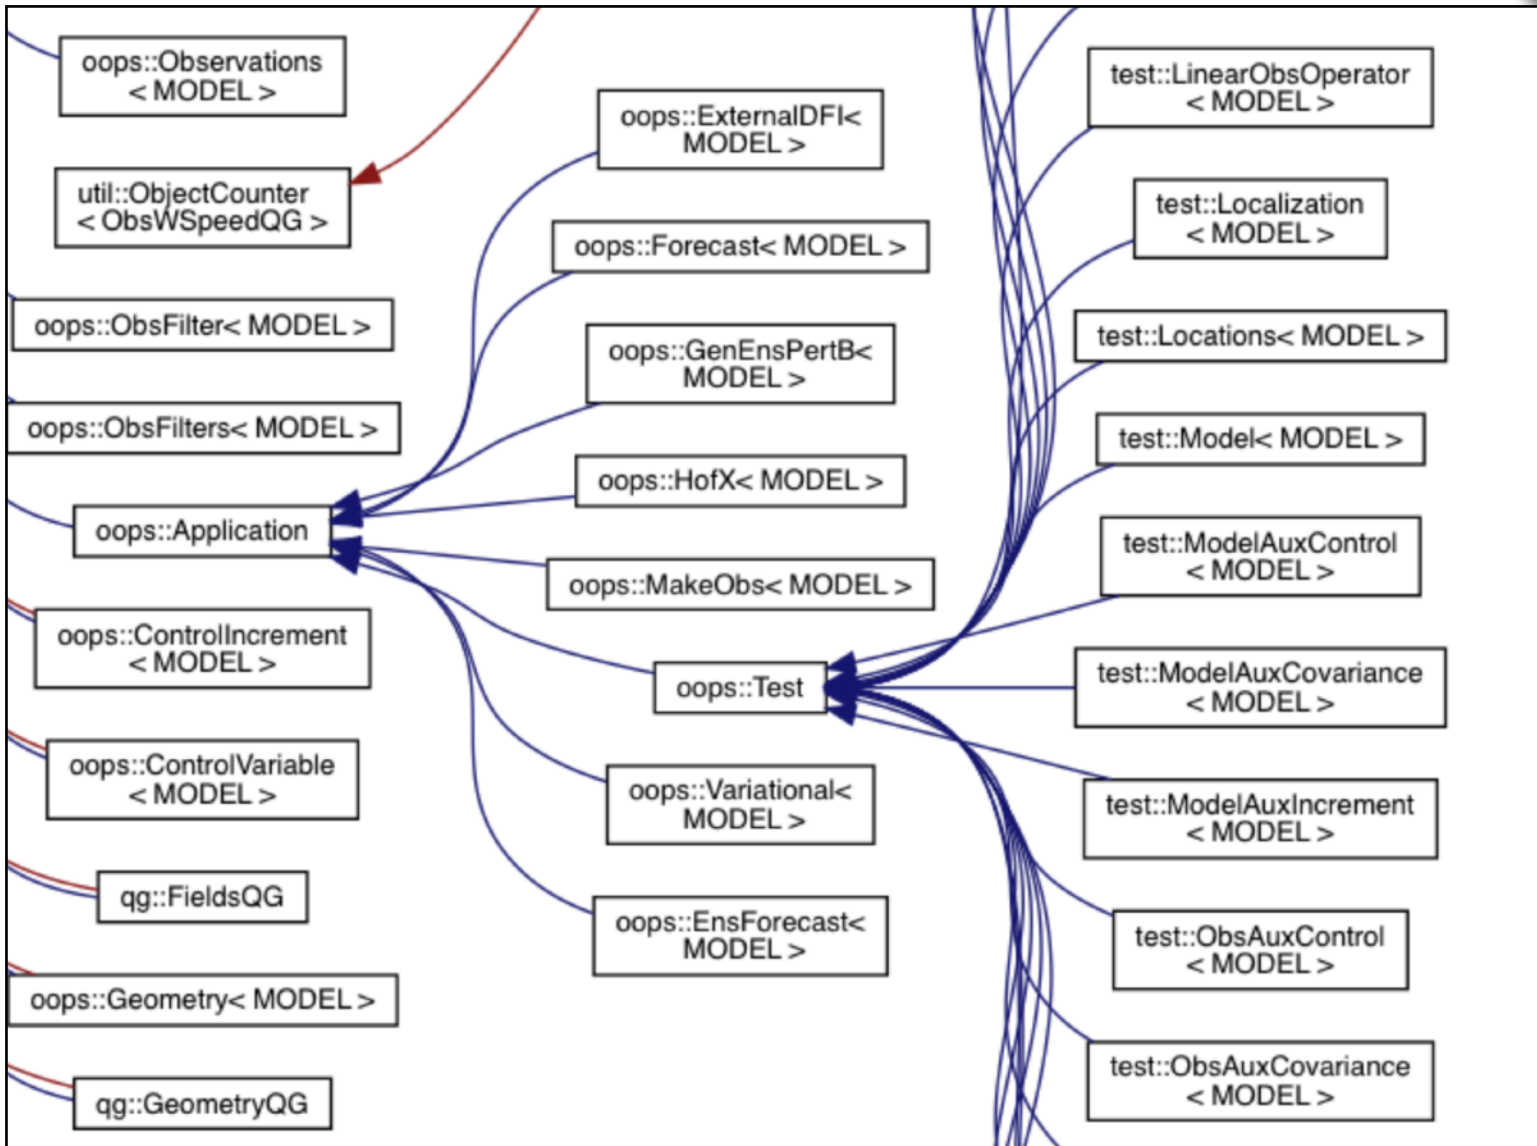 oops::Observations
< MODEL >
util::ObjectCounter
< ObsWSpeedQG >
oops::ObsFilter< MODEL >
oops::ObsFilters< MODEL >
oops::Application
oops::ControlIncrement
< MODEL >
oops::ControlVariable
< MODEL >
qg::FieldsQG
oops::Geometry< MODEL >
qg::GeometryQG
oops::ExternalDFI<
MODEL >
oops::Forecast< MODEL >
oops::GenEnsPertB<
MODEL >
oops::HofX< MODEL >
oops::MakeObs< MODEL >
oops::Test
oops::Variational<
MODEL >
oops::EnsForecast<
MODEL >
test::LinearObsOperator
< MODEL >
test::Localization
< MODEL >
test::Locations< MODEL >
test::Model< MODEL >
test::ModelAuxControl
< MODEL >
test::ModelAuxCovariance
< MODEL >
test::ModelAuxIncrement
< MODEL >
test::ObsAuxControl
< MODEL >
test::ObsAuxCovariance
< MODEL >